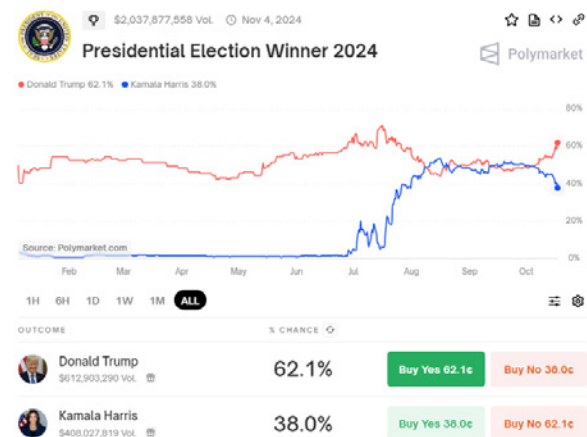 $2,037,877,558 Vol. Nov 4, 2024
Presidential Election Winner 2024
Polymarket
Donald Trump 62.1% Kamala Harris 38.0%
80%
60%
40%
20%
0%
Source: Polymarket.com
Feb Mar Apr May Jun Jul Aug Sep Oct
1H 6H 1D 1W 1M ALL
OUTCOME % CHANCE
Donald Trump
$612,903,290 Vol.
62.1%
Buy Yes 62.1¢ Buy No 38.0¢
Kamala Harris
$408,027,819 Vol.
38.0%
Buy Yes 38.0¢ Buy No 62.1¢